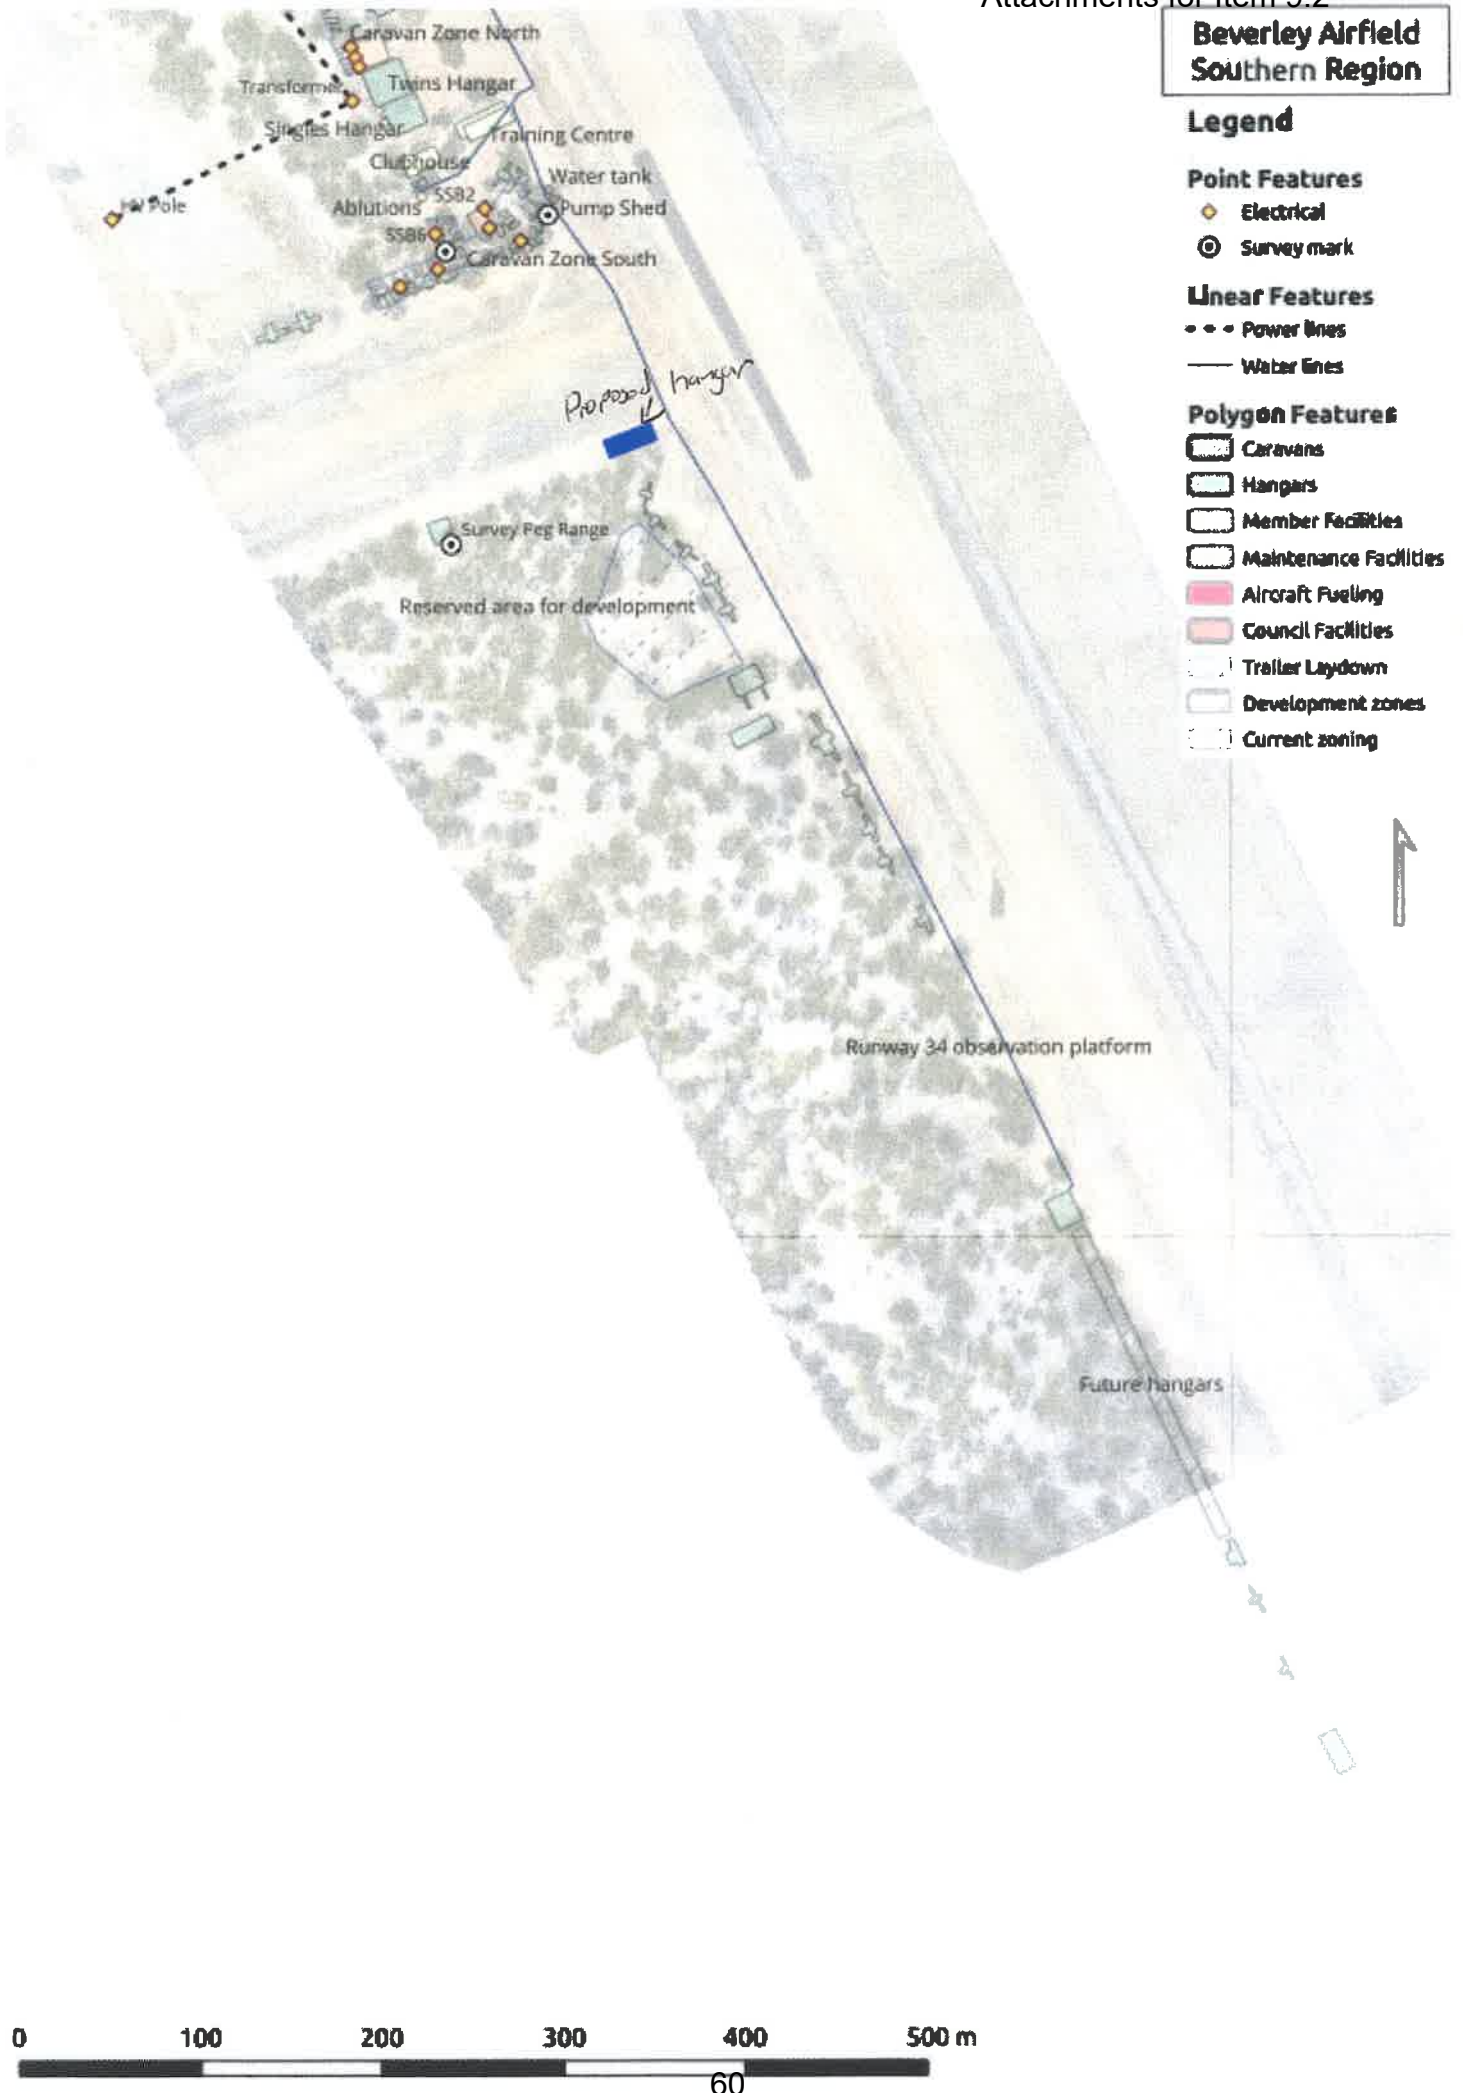 Attachments for Item 9.2
Beverley Airfield
Southern Region
Legend
Point Features
Electrical
Survey mark
Linear Features
Power lines
Water lines
Polygon Features
Caravans
Hangars
Member Facilities
Maintenance Facilities
Aircraft Fueling
Council Facilities
Trailer Laydown
Development zones
Current zoning
Caravan Zone North
Transformer
Twins Hangar
Singles Hangar
Training Centre
Clubhouse
Water tank
HV Pole
Ablutions
SSB2
Pump Shed
SSB6
Caravan Zone South
Proposed hangar
Survey Peg Range
Reserved area for development
Runway 34 observation platform
Future hangars
0 100 200 300 400 500 m
60